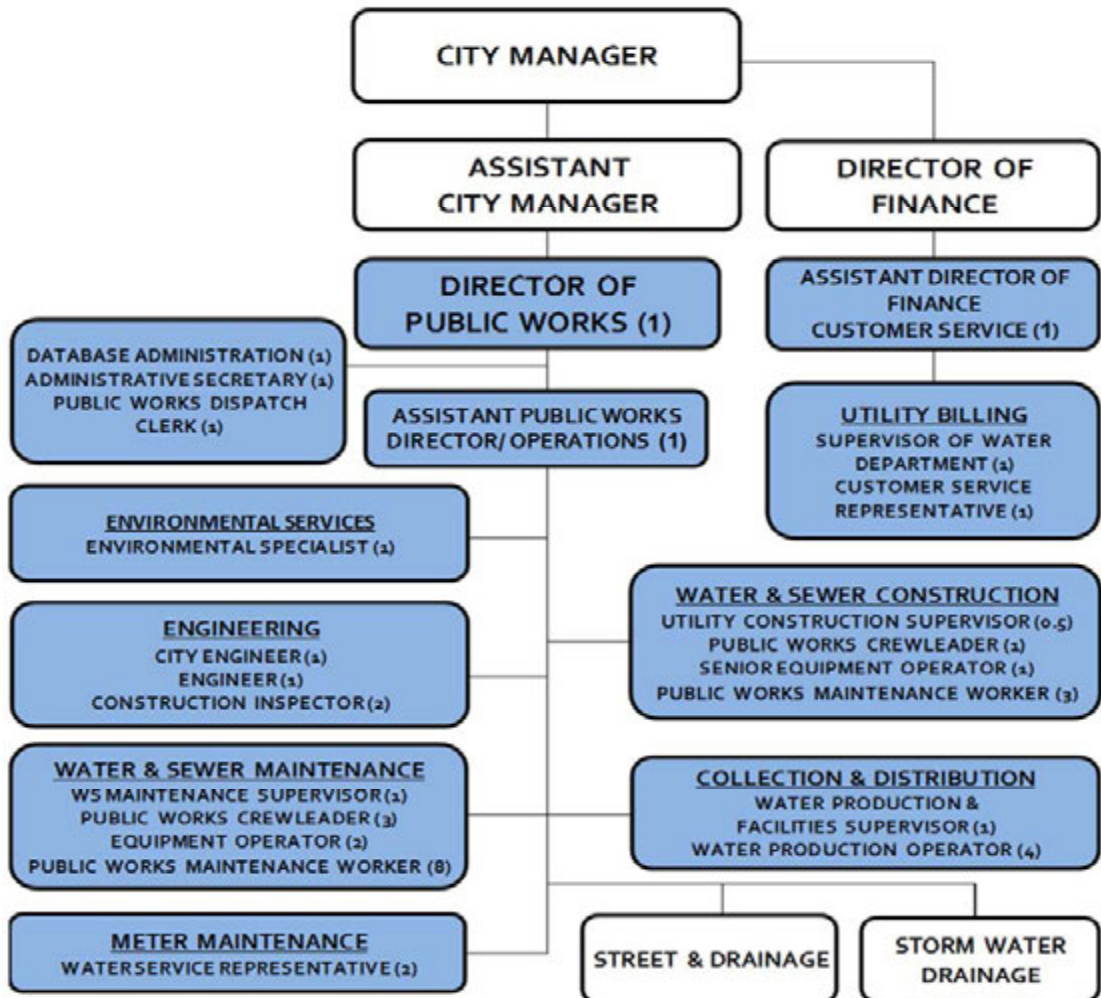 CITY MANAGER
ASSISTANT
CITY MANAGER
DIRECTOR OF
FINANCE
DIRECTOR OF
PUBLIC WORKS (1)
ASSISTANT DIRECTOR OF
FINANCE
CUSTOMER SERVICE (1)
DATABASE ADMINISTRATION (1)
ADMINISTRATIVE SECRETARY (1)
PUBLIC WORKS DISPATCH
CLERK (1)
ASSISTANT PUBLIC WORKS
DIRECTOR/ OPERATIONS (1)
UTILITY BILLING
SUPERVISOR OF WATER
DEPARTMENT (1)
CUSTOMER SERVICE
REPRESENTATIVE (1)
ENVIRONMENTAL SERVICES
ENVIRONMENTAL SPECIALIST (1)
WATER & SEWER CONSTRUCTION
UTILITY CONSTRUCTION SUPERVISOR (0.5)
PUBLIC WORKS CREWLEADER (1)
SENIOR EQUIPMENT OPERATOR (1)
PUBLIC WORKS MAINTENANCE WORKER (3)
ENGINEERING
CITY ENGINEER (1)
ENGINEER (1)
CONSTRUCTION INSPECTOR (2)
WATER & SEWER MAINTENANCE
WS MAINTENANCE SUPERVISOR (1)
PUBLIC WORKS CREWLEADER (3)
EQUIPMENT OPERATOR (2)
PUBLIC WORKS MAINTENANCE WORKER (8)
COLLECTION & DISTRIBUTION
WATER PRODUCTION &
FACILITIES SUPERVISOR (1)
WATER PRODUCTION OPERATOR (4)
METER MAINTENANCE
WATER SERVICE REPRESENTATIVE (2)
STREET & DRAINAGE
STORM WATER
DRAINAGE